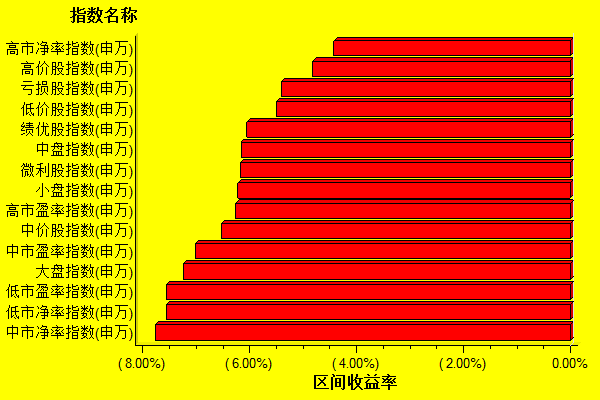 指数名称
高市净率指数(申万)
高价股指数(申万)
亏损股指数(申万)
低价股指数(申万)
绩优股指数(申万)
中盘指数(申万)
微利股指数(申万)
小盘指数(申万)
高市盈率指数(申万)
中价股指数(申万)
中市盈率指数(申万)
大盘指数(申万)
低市盈率指数(申万)
低市净率指数(申万)
中市净率指数(申万)
(8.00%) (6.00%) (4.00%) (2.00%) 0.00%
区间收益率